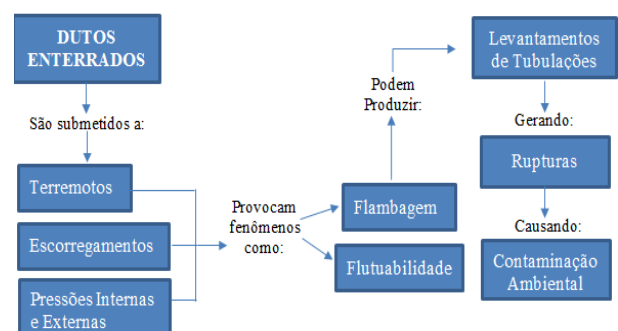 DUTOS
ENTERRADOS
São submetidos a:
Terremotos
Escorregamentos
Pressões Internas
e Externas
Provocam
fenômenos
como:
Flambagem
Flutuabilidade
Podem
Produzir:
Levantamentos
de Tubulações
Gerando:
Rupturas
Causando:
Contaminação
Ambiental